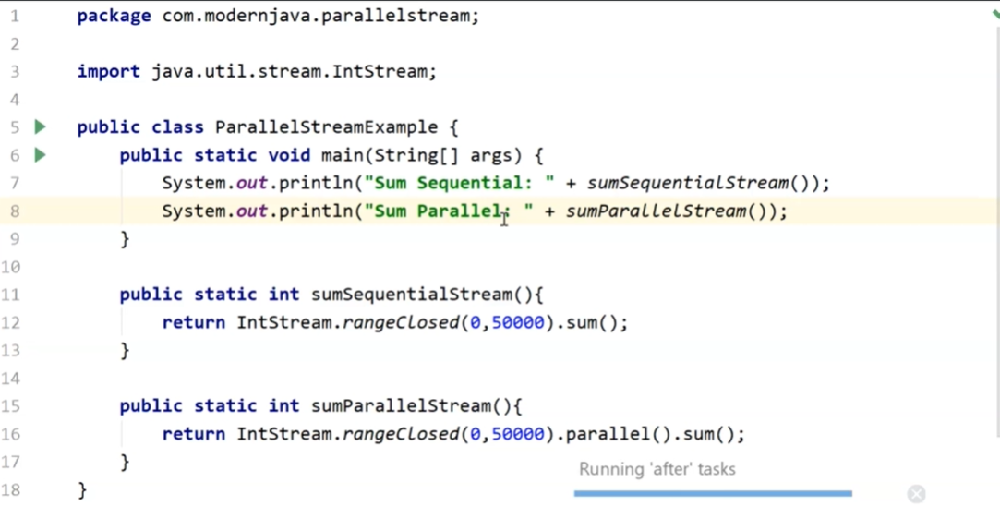 1 package com.modernjava.parallelstream;
2
3 import java.util.stream.IntStream;
4
5 public class ParallelStreamExample {
6 public static void main(String[] args) {
7 System.out.println("Sum Sequential: " + sumSequentialStream());
8 System.out.println("Sum Parallel: " + sumParallelStream());
9 }
10
11 public static int sumSequentialStream(){
12 return IntStream.rangeClosed(0,50000).sum();
13 }
14
15 public static int sumParallelStream(){
16 return IntStream.rangeClosed(0,50000).parallel().sum();
17 }
Running 'after' tasks
18 }